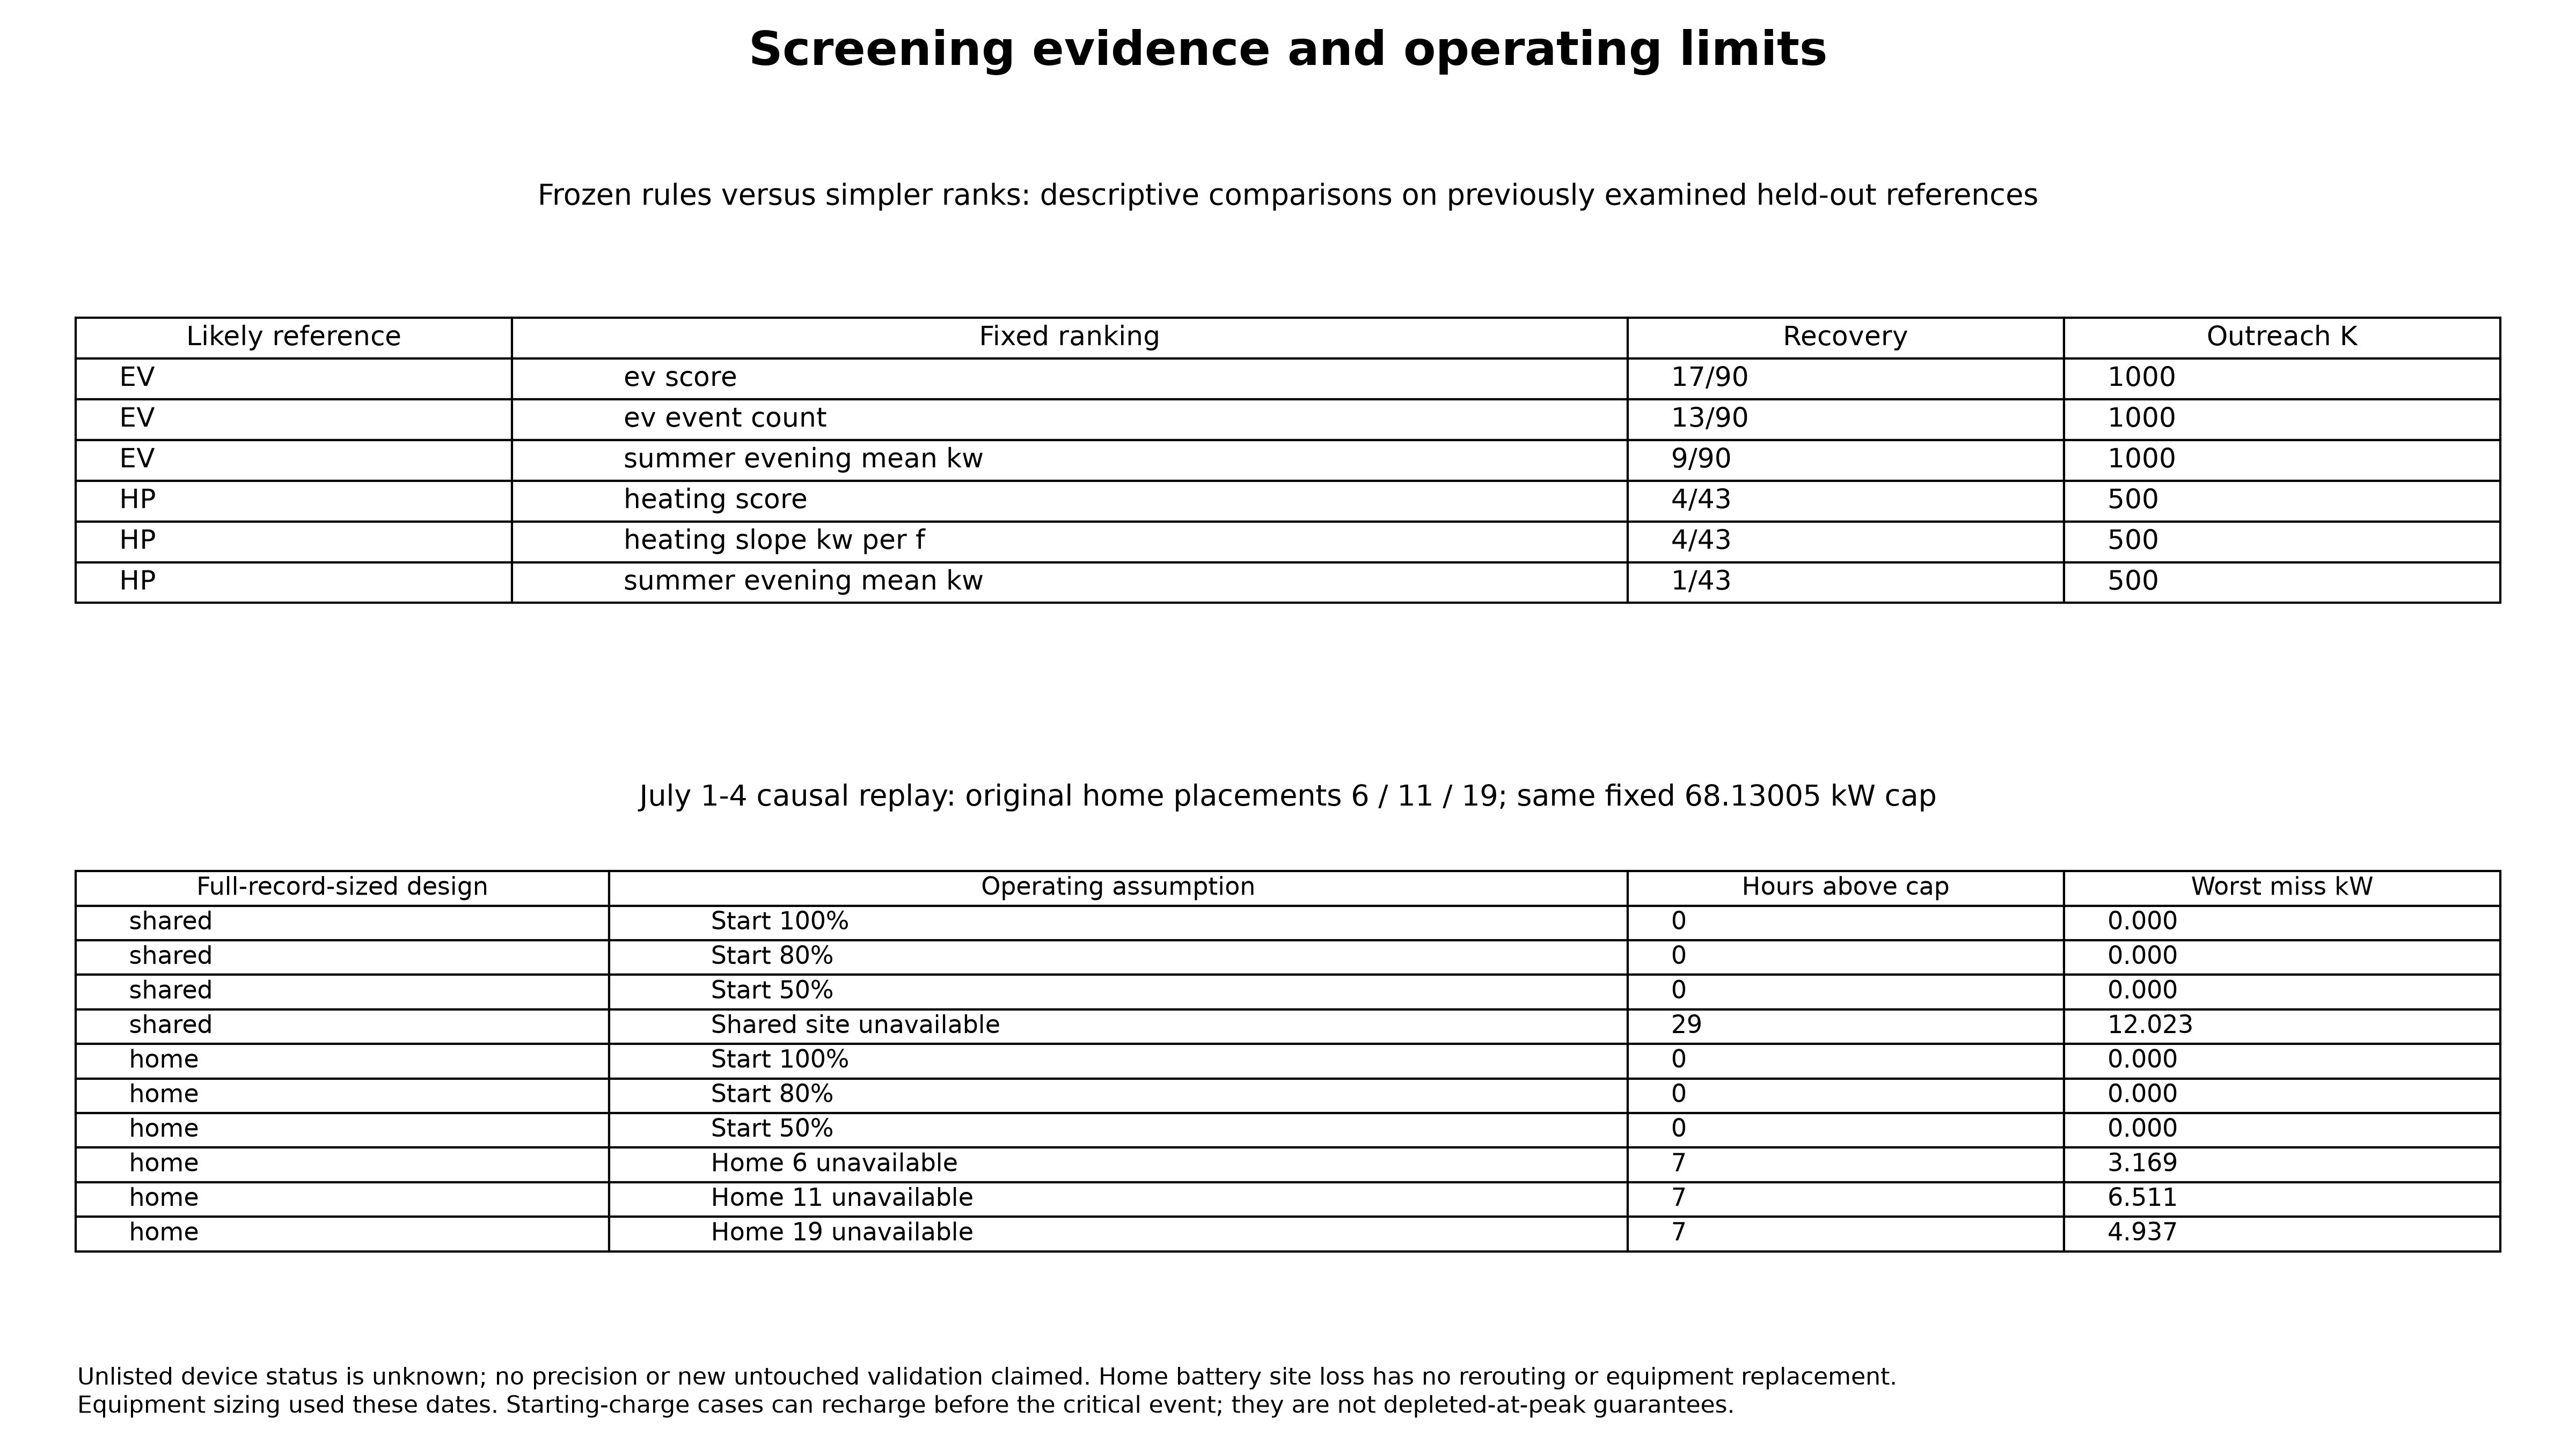 Screening evidence and operating limits
Frozen rules versus simpler ranks: descriptive comparisons on previously examined held-out references
Likely reference Fixed ranking Recovery Outreach K
EV ev score 17/90 1000
EV ev event count 13/90 1000
EV summer evening mean kw 9/90 1000
HP heating score 4/43 500
HP heating slope kw per f 4/43 500
HP summer evening mean kw 1/43 500
July 1-4 causal replay: original home placements 6 / 11 / 19; same fixed 68.13005 kW cap
Full-record-sized design Operating assumption Hours above cap Worst miss kW
shared Start 100% 0 0.000
shared Start 80% 0 0.000
shared Start 50% 0 0.000
shared Shared site unavailable 29 12.023
home Start 100% 0 0.000
home Start 80% 0 0.000
home Start 50% 0 0.000
home Home 6 unavailable 7 3.169
home Home 11 unavailable 7 6.511
home Home 19 unavailable 7 4.937
Unlisted device status is unknown; no precision or new untouched validation claimed. Home battery site loss has no rerouting or equipment replacement.
Equipment sizing used these dates. Starting-charge cases can recharge before the critical event; they are not depleted-at-peak guarantees.